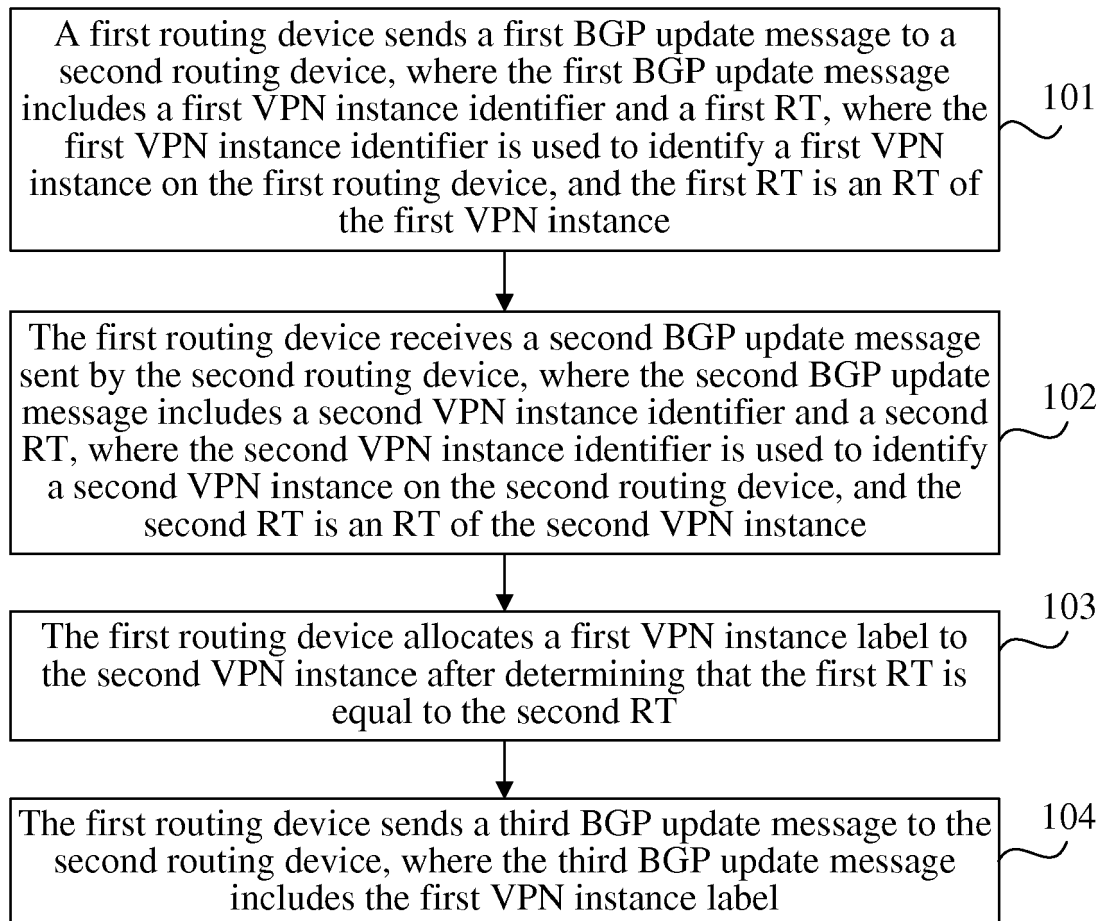 A first routing device sends a first BGP update message to a
second routing device, where the first BGP update message
includes a first VPN instance identifier and a first RT, where the
first VPN instance identifier is used to identify a first VPN
instance on the first routing device, and the first RT is an RT of
the first VPN instance
101
The first routing device receives a second BGP update message
sent by the second routing device, where the second BGP update
message includes a second VPN instance identifier and a second
RT, where the second VPN instance identifier is used to identify
a second VPN instance on the second routing device, and the
second RT is an RT of the second VPN instance
102
The first routing device allocates a first VPN instance label to
the second VPN instance after determining that the first RT is
equal to the second RT
103
The first routing device sends a third BGP update message to the
second routing device, where the third BGP update message
includes the first VPN instance label
104